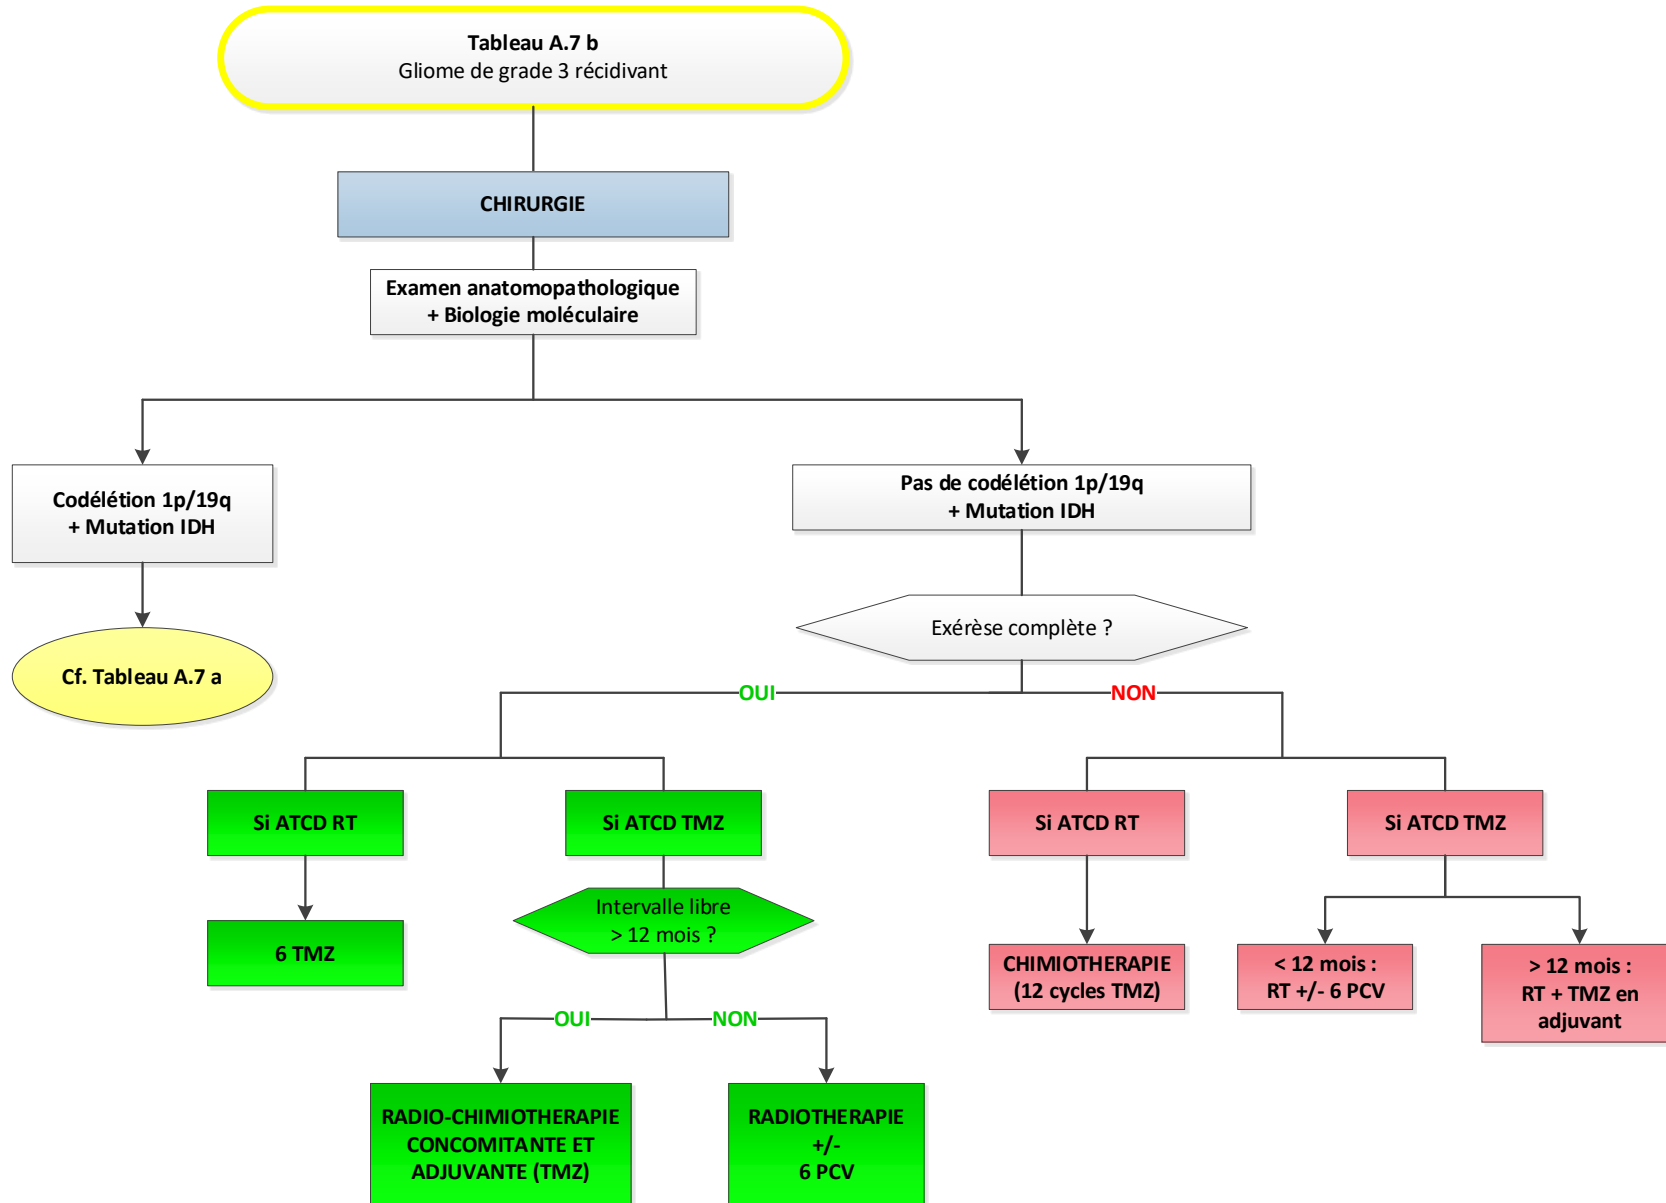 Tableau A.7 b
Gliome de grade 3 récidivant
CHIRURGIE
Examen anatomopathologique
+ Biologie moléculaire
Codélétion 1p/19q
+ Mutation IDH
Pas de codélétion 1p/19q
+ Mutation IDH
Cf. Tableau A.7 a
Exérèse complète ?
OUI
NON
Si ATCD RT
Si ATCD TMZ
Si ATCD RT
Si ATCD TMZ
6 TMZ
Intervalle libre
> 12 mois ?
CHIMIOTHERAPIE
(12 cycles TMZ)
< 12 mois :
RT +/- 6 PCV
> 12 mois :
RT + TMZ en
adjuvant
OUI
NON
RADIO-CHIMIOTHERAPIE
CONCOMITANTE ET
ADJUVANTE (TMZ)
RADIOTHERAPIE
+/-
6 PCV